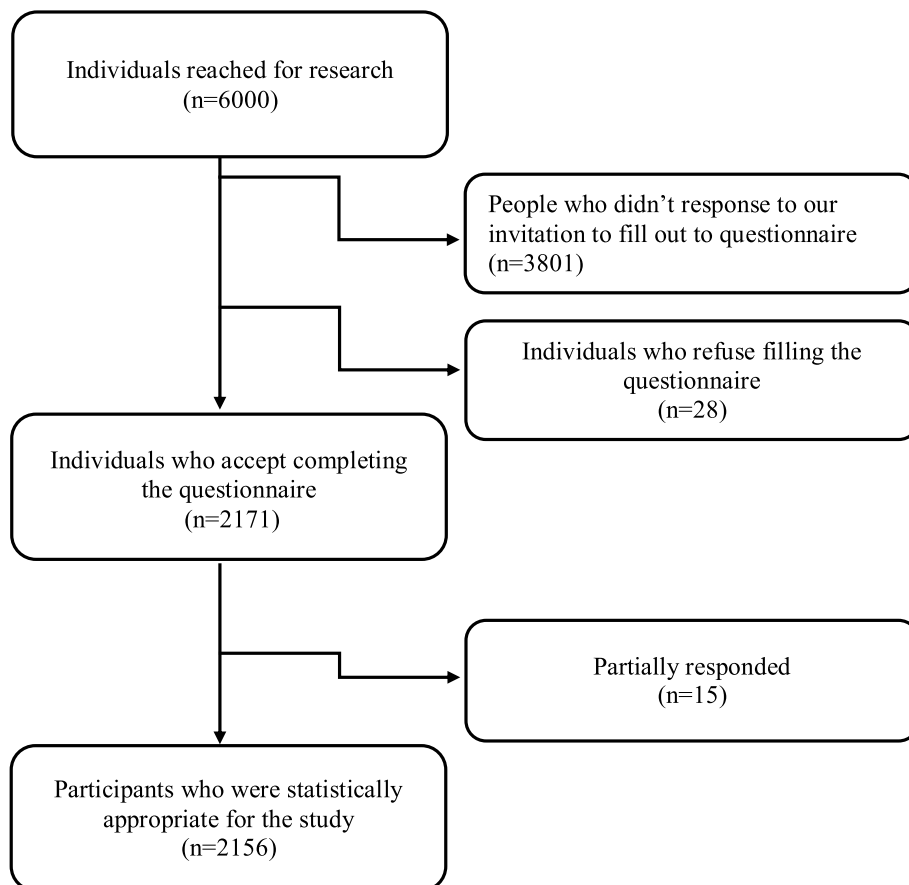 Individuals reached for research
(n=6000)
People who didn’t response to our
invitation to fill out to questionnaire
(n=3801)
Individuals who refuse filling the
questionnaire
(n=28)
Individuals who accept completing
the questionnaire
(n=2171)
Partially responded
(n=15)
Participants who were statistically
appropriate for the study
(n=2156)